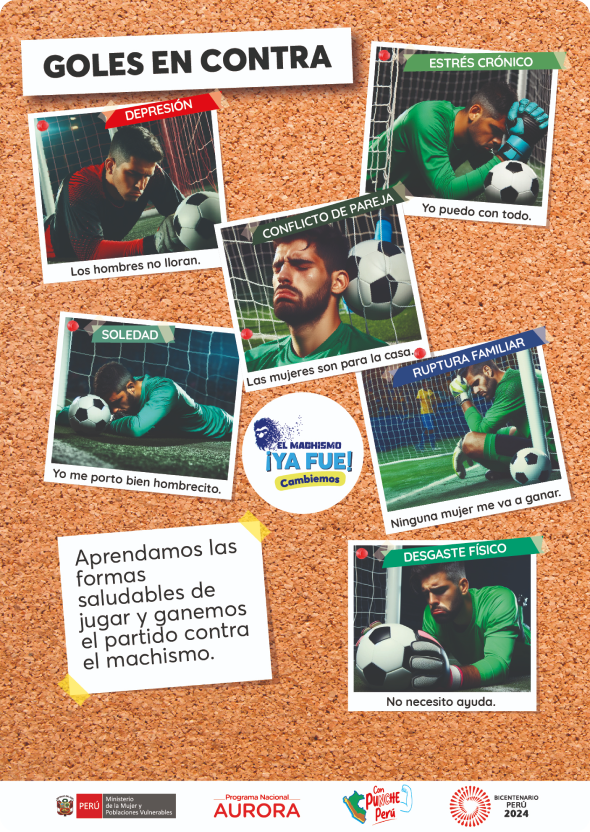 GOLES EN CONTRA
DEPRESIÓN
Los hombres no lloran.
ESTRÉS CRÓNICO
Yo puedo con todo.
CONFLICTO DE PAREJA
Las mujeres son para la casa.
SOLEDAD
Yo me porto bien hombrecito.
RUPTURA FAMILIAR
Ninguna mujer me va a ganar.
EL MACHISMO
¡YA FUE!
Cambiemos
Aprendamos las
formas
saludables de
jugar y ganemos
el partido contra
el machismo.
DESGASTE FÍSICO
No necesito ayuda.
PERÚ
Ministerio
de la Mujer y
Poblaciones Vulnerables
Programa Nacional
AURORA
Con
PUNCHE
Perú
BICENTENARIO
PERÚ
2024